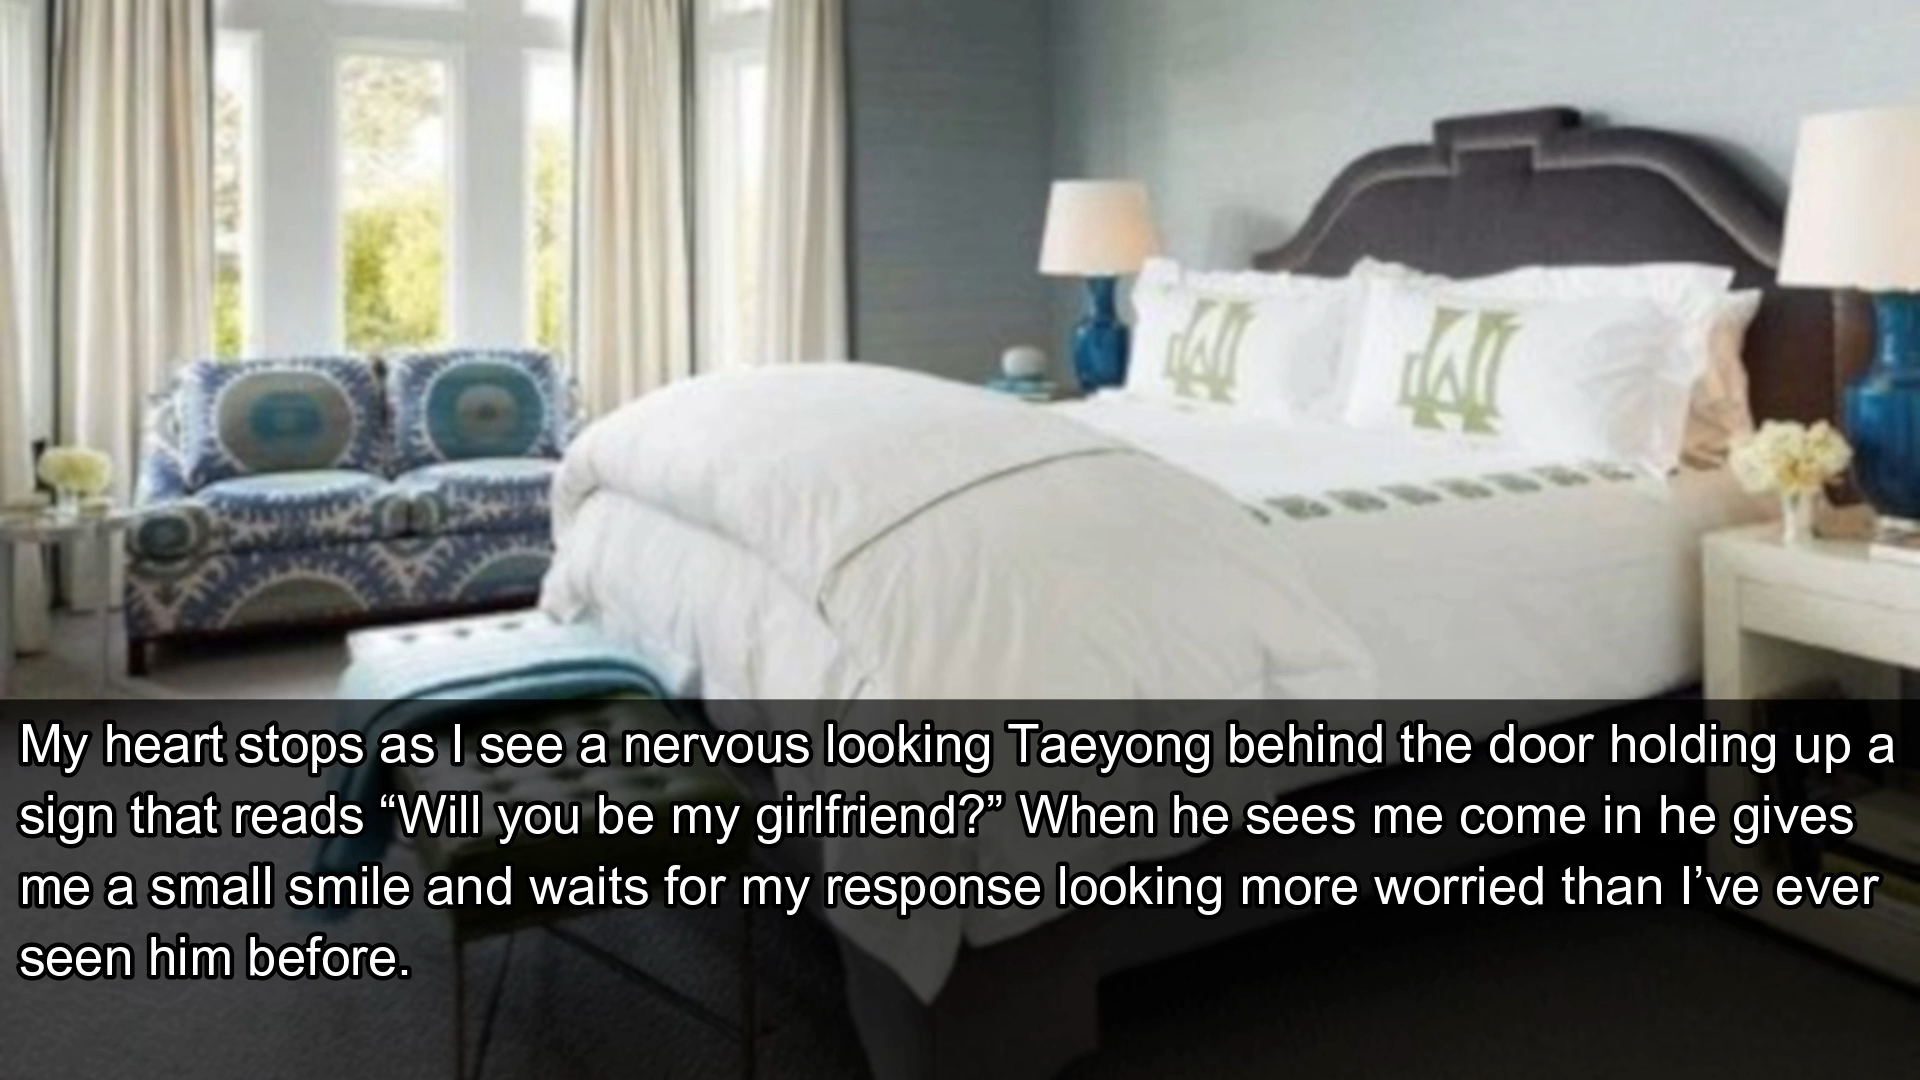 My heart stops as I see a nervous looking Taeyong behind the door holding up a
sign that reads “Will you be my girlfriend?” When he sees me come in he gives
me a small smile and waits for my response looking more worried than I’ve ever
seen him before.